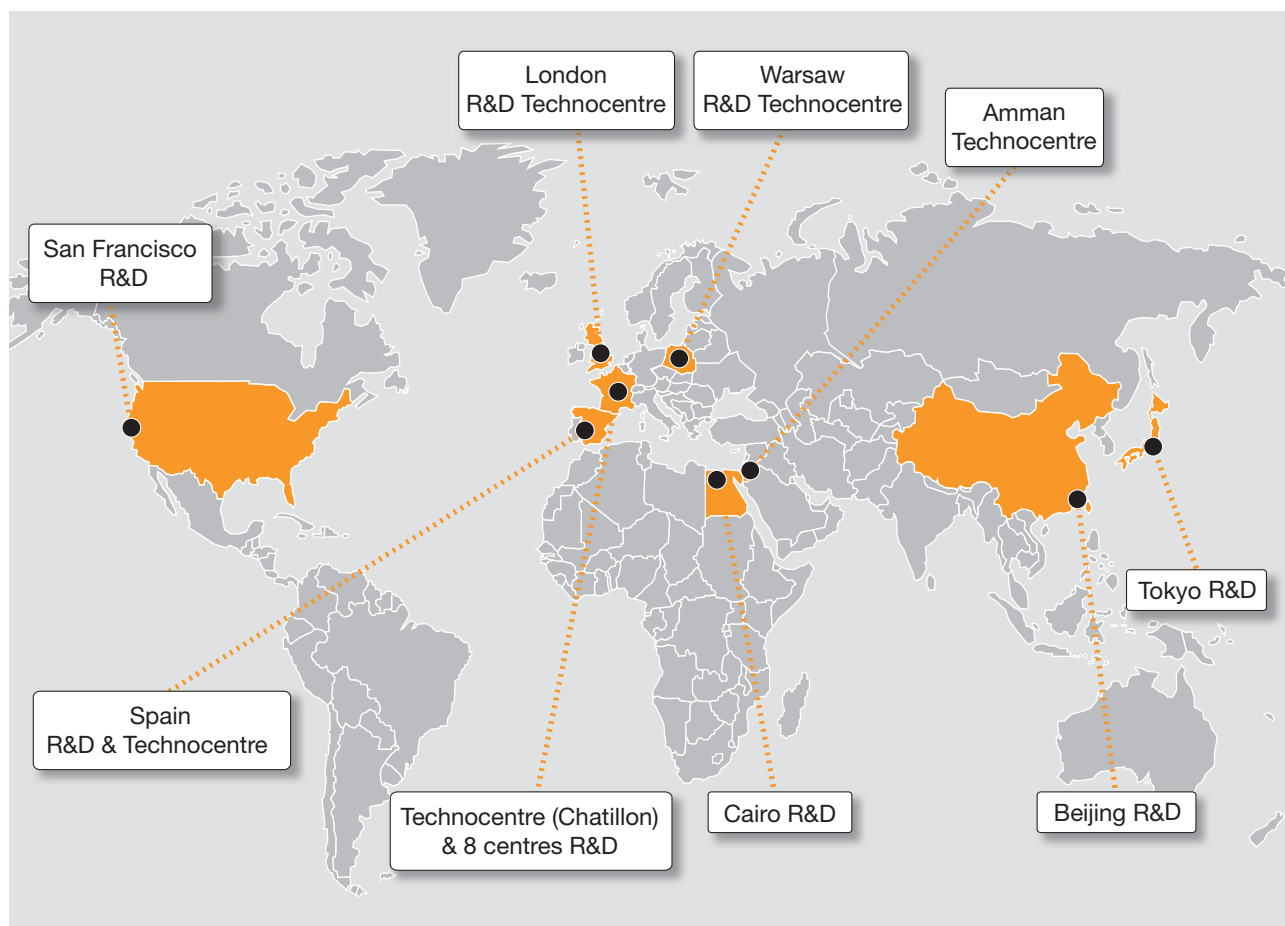 London
R&D Technocentre
Warsaw
R&D Technocentre
Amman
Technocentre
San Francisco
R&D
Tokyo R&D
Spain
R&D & Technocentre
Technocentre (Chatillon)
& 8 centres R&D
Cairo R&D
Beijing R&D